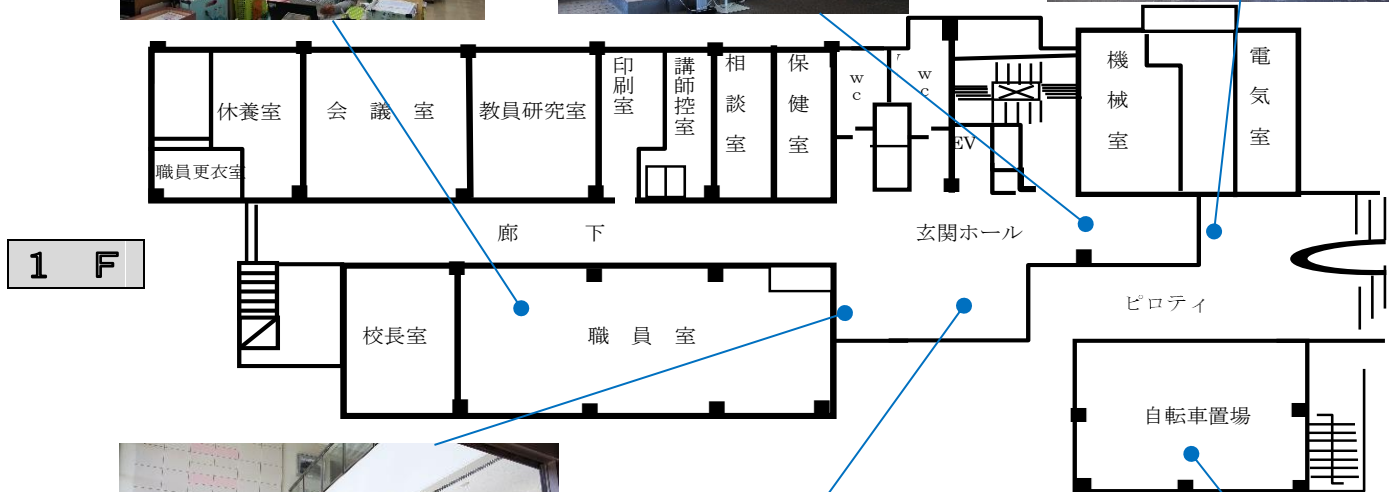 休養室
職員更衣室
会議室
教員研究室
印刷室
講師控室
相談室
保健室
wc
wc
EV
機械室
電気室
1 F
廊下
玄関ホール
ピロティ
校長室
職員室
自転車置場